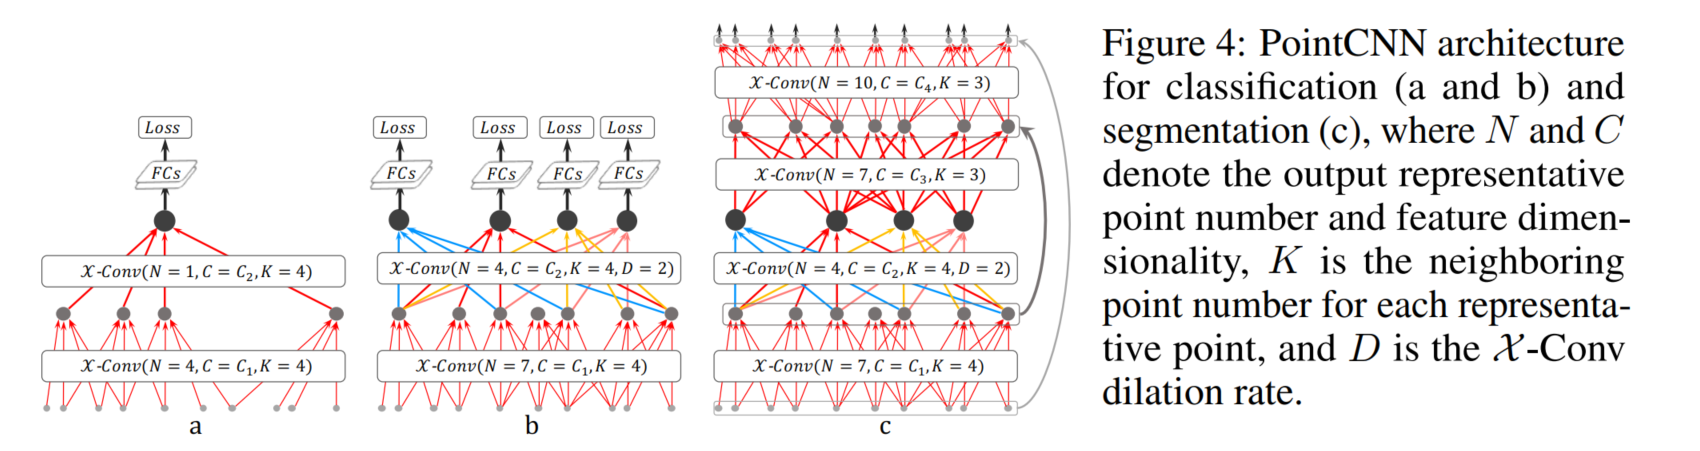 Loss
FCs
𝒳-Conv(N = 1, C = C₂, K = 4)
𝒳-Conv(N = 4, C = C₁, K = 4)
a
Loss Loss Loss Loss
FCs FCs FCs FCs
𝒳-Conv(N = 4, C = C₂, K = 4, D = 2)
𝒳-Conv(N = 7, C = C₁, K = 4)
b
𝒳-Conv(N = 10, C = C₄, K = 3)
𝒳-Conv(N = 7, C = C₃, K = 3)
𝒳-Conv(N = 4, C = C₂, K = 4, D = 2)
𝒳-Conv(N = 7, C = C₁, K = 4)
c
Figure 4: PointCNN architecture
for classification (a and b) and
segmentation (c), where N and C
denote the output representative
point number and feature dimen-
sionality, K is the neighboring
point number for each representa-
tive point, and D is the 𝒳-Conv
dilation rate.